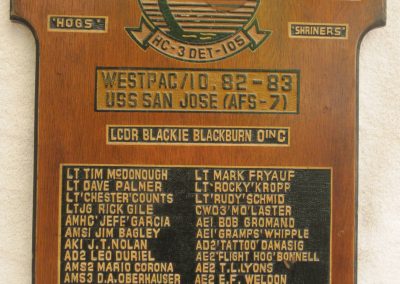 "HOGS"
"SHRINERS"
HC-3 DET-105
WESTPAC/IO. 82-83
USS SAN JOSE (AFS-7)
LCDR BLACKIE BLACKBURN OINC
LT TIM McDONOUGH
LT DAVE PALMER
LT 'CHESTER' COUNTS
LTJG RICK GILE
AMHC 'JEFF' GARCIA
AMS1 JIM BAGLEY
AK1 J.T. NOLAN
AD2 LEO DURIEL
AMS2 MARIO CORONA
AMS3 D.A. OBERHAUSER
LT MARK FRYAUF
LT 'ROCKY' KROPP
LT 'RUDY' SCHMID
CWO3 'MO' LASTER
AE1 BOB GROMAND
AE1 'GRAMPS' WHIPPLE
AD2 'TATTOO' DAMASIG
AE2 "FLIGHT HOG" BONNELL
AE2 T.L. LYONS
AE2 E.F. WELDON